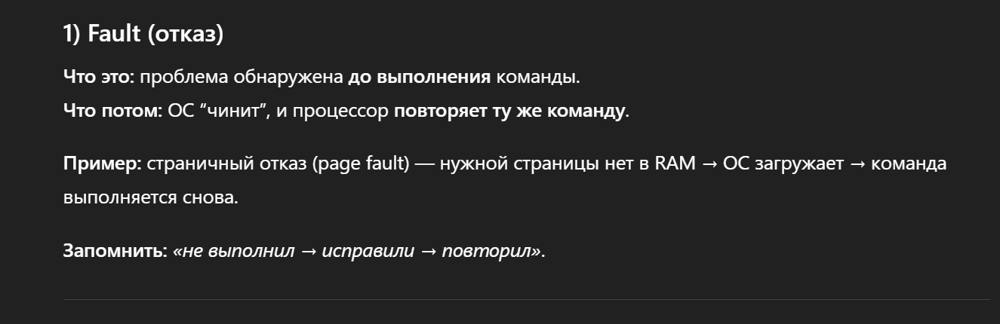 1) Fault (отказ)
Что это: проблема обнаружена до выполнения команды.
Что потом: ОС “чинит”, и процессор повторяет ту же команду.
Пример: страничный отказ (page fault) — нужной страницы нет в RAM → ОС загружает → команда
выполняется снова.
Запомнить: «не выполнил → исправили → повторил».